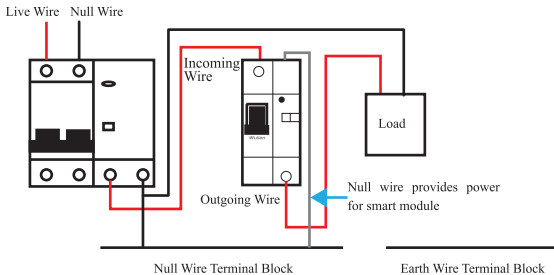 Live Wire
Null Wire
Incoming
Wire
Load
Outgoing Wire
Null wire provides power
for smart module
Null Wire Terminal Block
Earth Wire Terminal Block